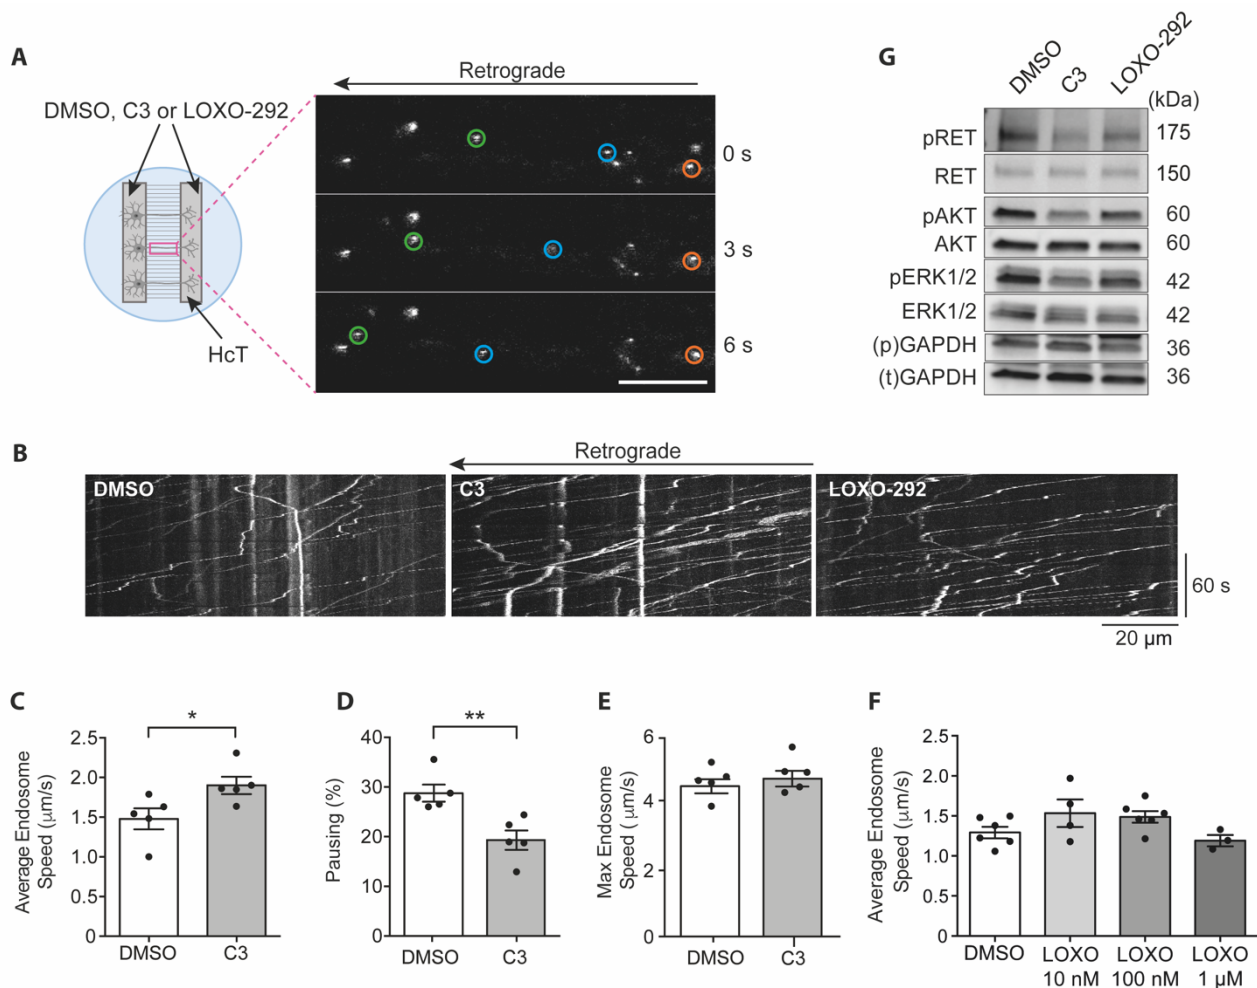 A
Retrograde
DMSO, C3 or LOXO-292
0 s
3 s
6 s
HcT
G
DMSO
C3
LOXO-292
(kDa)
pRET
175
RET
150
pAKT
60
AKT
60
pERK1/2
42
ERK1/2
42
(p)GAPDH
36
(t)GAPDH
36
B
Retrograde
DMSO
C3
LOXO-292
60 s
20 µm
C
*
Average Endosome
Speed (µm/s)
2.5
2.0
1.5
1.0
0.5
0
DMSO
C3
D
**
Pausing (%)
40
30
20
10
0
DMSO
C3
E
Max Endosome
Speed ( µm/s)
6
4
2
0
DMSO
C3
F
Average Endosome
Speed (µm/s)
2.5
2.0
1.5
1.0
0.5
0
DMSO
LOXO
10 nM
LOXO
100 nM
LOXO
1 µM